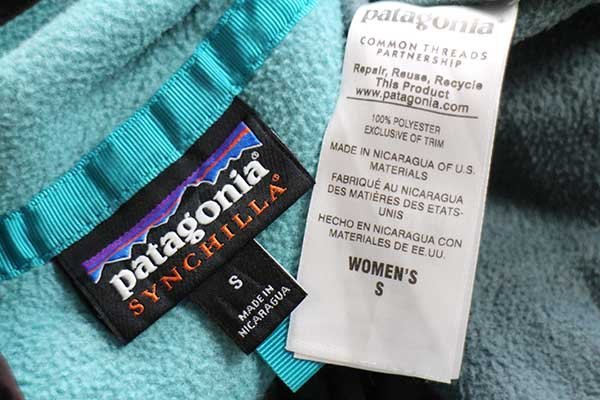 patagonia®
SYNCHILLA®
S
MADE IN
NICARAGUA
patagonia
COMMON THREADS
PARTNERSHIP
Repair, Reuse, Recycle
This Product
www.patagonia.com
100% POLYESTER
EXCLUSIVE OF TRIM
MADE IN NICARAGUA OF U.S.
MATERIALS
FABRIQUÉ AU NICARAGUA
DES MATIÈRES DES ETATS-
UNIS
HECHO EN NICARAGUA CON
MATERIALES DE EE.UU.
WOMEN'S
S